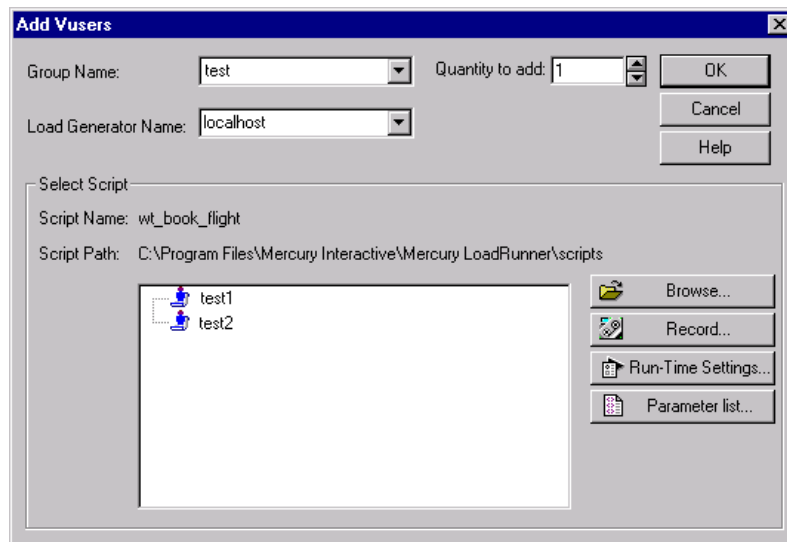 Add Vusers
Group Name: test Quantity to add: 1 OK
Cancel
Load Generator Name: localhost
Help
Select Script
Script Name: wt_book_flight
Script Path: C:\Program Files\Mercury Interactive\Mercury LoadRunner\scripts
test1 Browse...
test2 Record...
Run-Time Settings...
Parameter list...